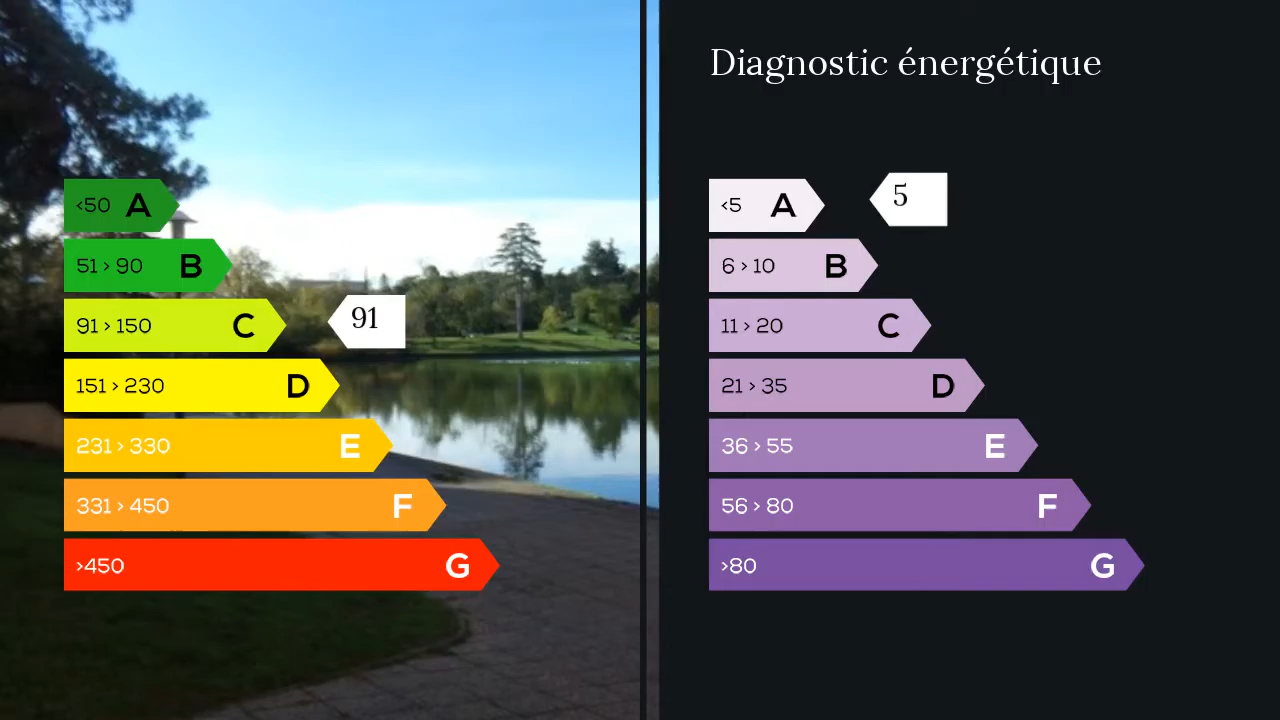 Diagnostic énergétique
<50 A
51 > 90 B
91 > 150 C
91
151 > 230 D
231 > 330 E
331 > 450 F
>450 G
<5 A
5
6 > 10 B
11 > 20 C
21 > 35 D
36 > 55 E
56 > 80 F
>80 G